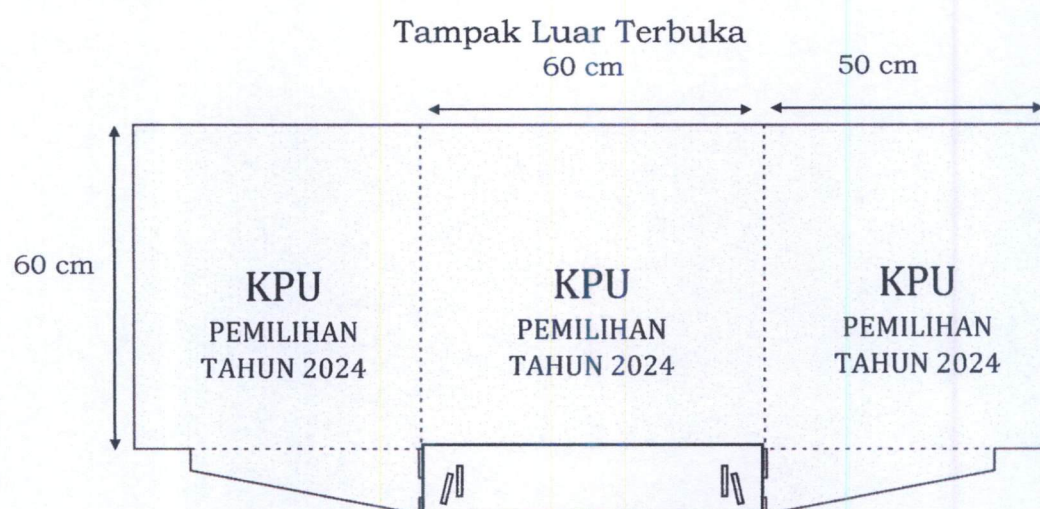 Tampak Luar Terbuka
60 cm
50 cm
60 cm
KPU
PEMILIHAN
TAHUN 2024
KPU
PEMILIHAN
TAHUN 2024
KPU
PEMILIHAN
TAHUN 2024